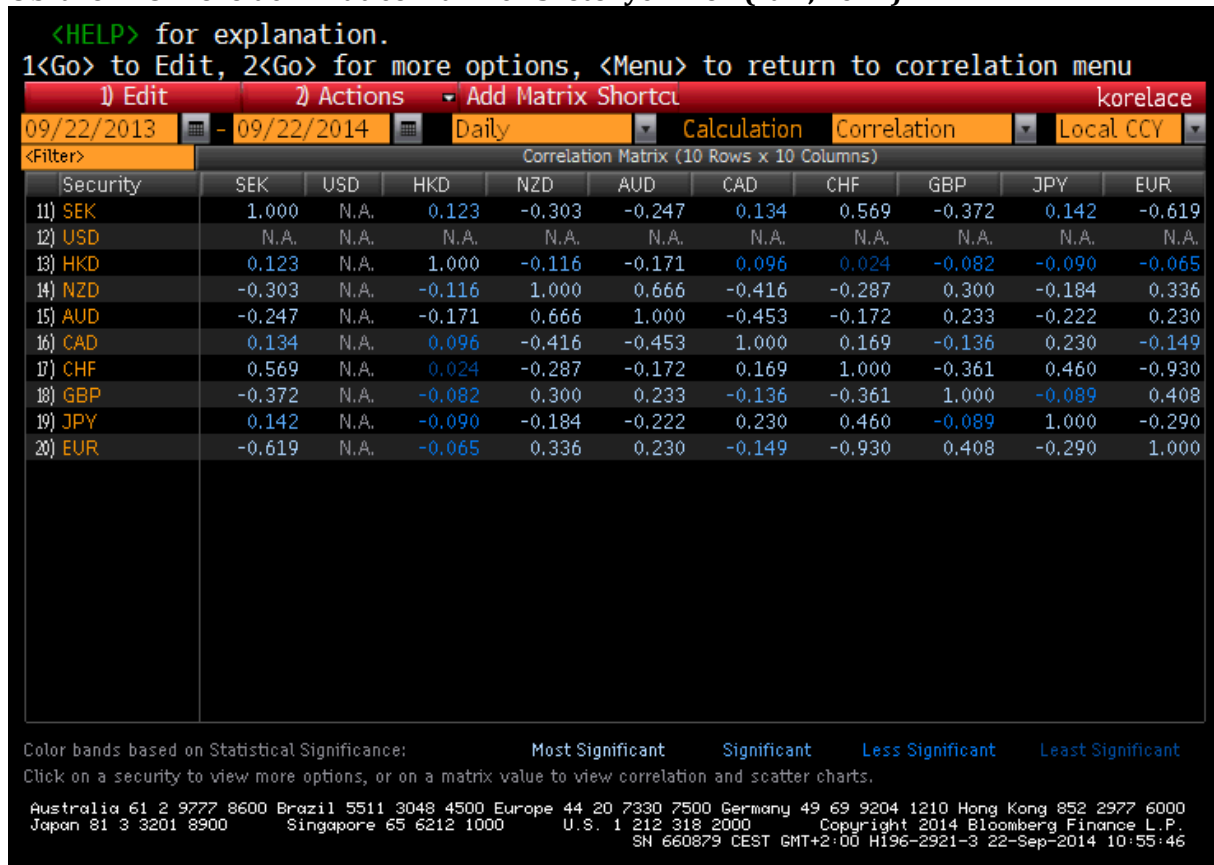 <HELP> for explanation.
1<Go> to Edit, 2<Go> for more options, <Menu> to return to correlation menu
1) Edit 2) Actions Add Matrix Shortcu korelace
09/22/2013 - 09/22/2014 Daily Calculation Correlation Local CCY
<Filter> Correlation Matrix (10 Rows x 10 Columns)
Security SEK USD HKD NZD AUD CAD CHF GBP JPY EUR
11) SEK 1.000 N.A. 0.123 -0.303 -0.247 0.134 0.569 -0.372 0.142 -0.619
12) USD N.A. N.A. N.A. N.A. N.A. N.A. N.A. N.A. N.A. N.A.
13) HKD 0.123 N.A. 1.000 -0.116 -0.171 0.096 0.024 -0.082 -0.090 -0.065
14) NZD -0.303 N.A. -0.116 1.000 0.666 -0.416 -0.287 0.300 -0.184 0.336
15) AUD -0.247 N.A. -0.171 0.666 1.000 -0.453 -0.172 0.233 -0.222 0.230
16) CAD 0.134 N.A. 0.096 -0.416 -0.453 1.000 0.169 -0.136 0.230 -0.149
17) CHF 0.569 N.A. 0.024 -0.287 -0.172 0.169 1.000 -0.361 0.460 -0.930
18) GBP -0.372 N.A. -0.082 0.300 0.233 -0.136 -0.361 1.000 -0.089 0.408
19) JPY 0.142 N.A. -0.090 -0.184 -0.222 0.230 0.460 -0.089 1.000 -0.290
20) EUR -0.619 N.A. -0.065 0.336 0.230 -0.149 -0.930 0.408 -0.290 1.000
Color bands based on Statistical Significance: Most Significant Significant Less Significant Least Significant
Click on a security to view more options, or on a matrix value to view correlation and scatter charts.
Australia 61 2 9777 8600 Brazil 5511 3048 4500 Europe 44 20 7330 7500 Germany 49 69 9204 1210 Hong Kong 852 2977 6000
Japan 81 3 3201 8900 Singapore 65 6212 1000 U.S. 1 212 318 2000 Copyright 2014 Bloomberg Finance L.P.
SN 660879 CEST GMT+2:00 H196-2921-3 22-Sep-2014 10:55:46